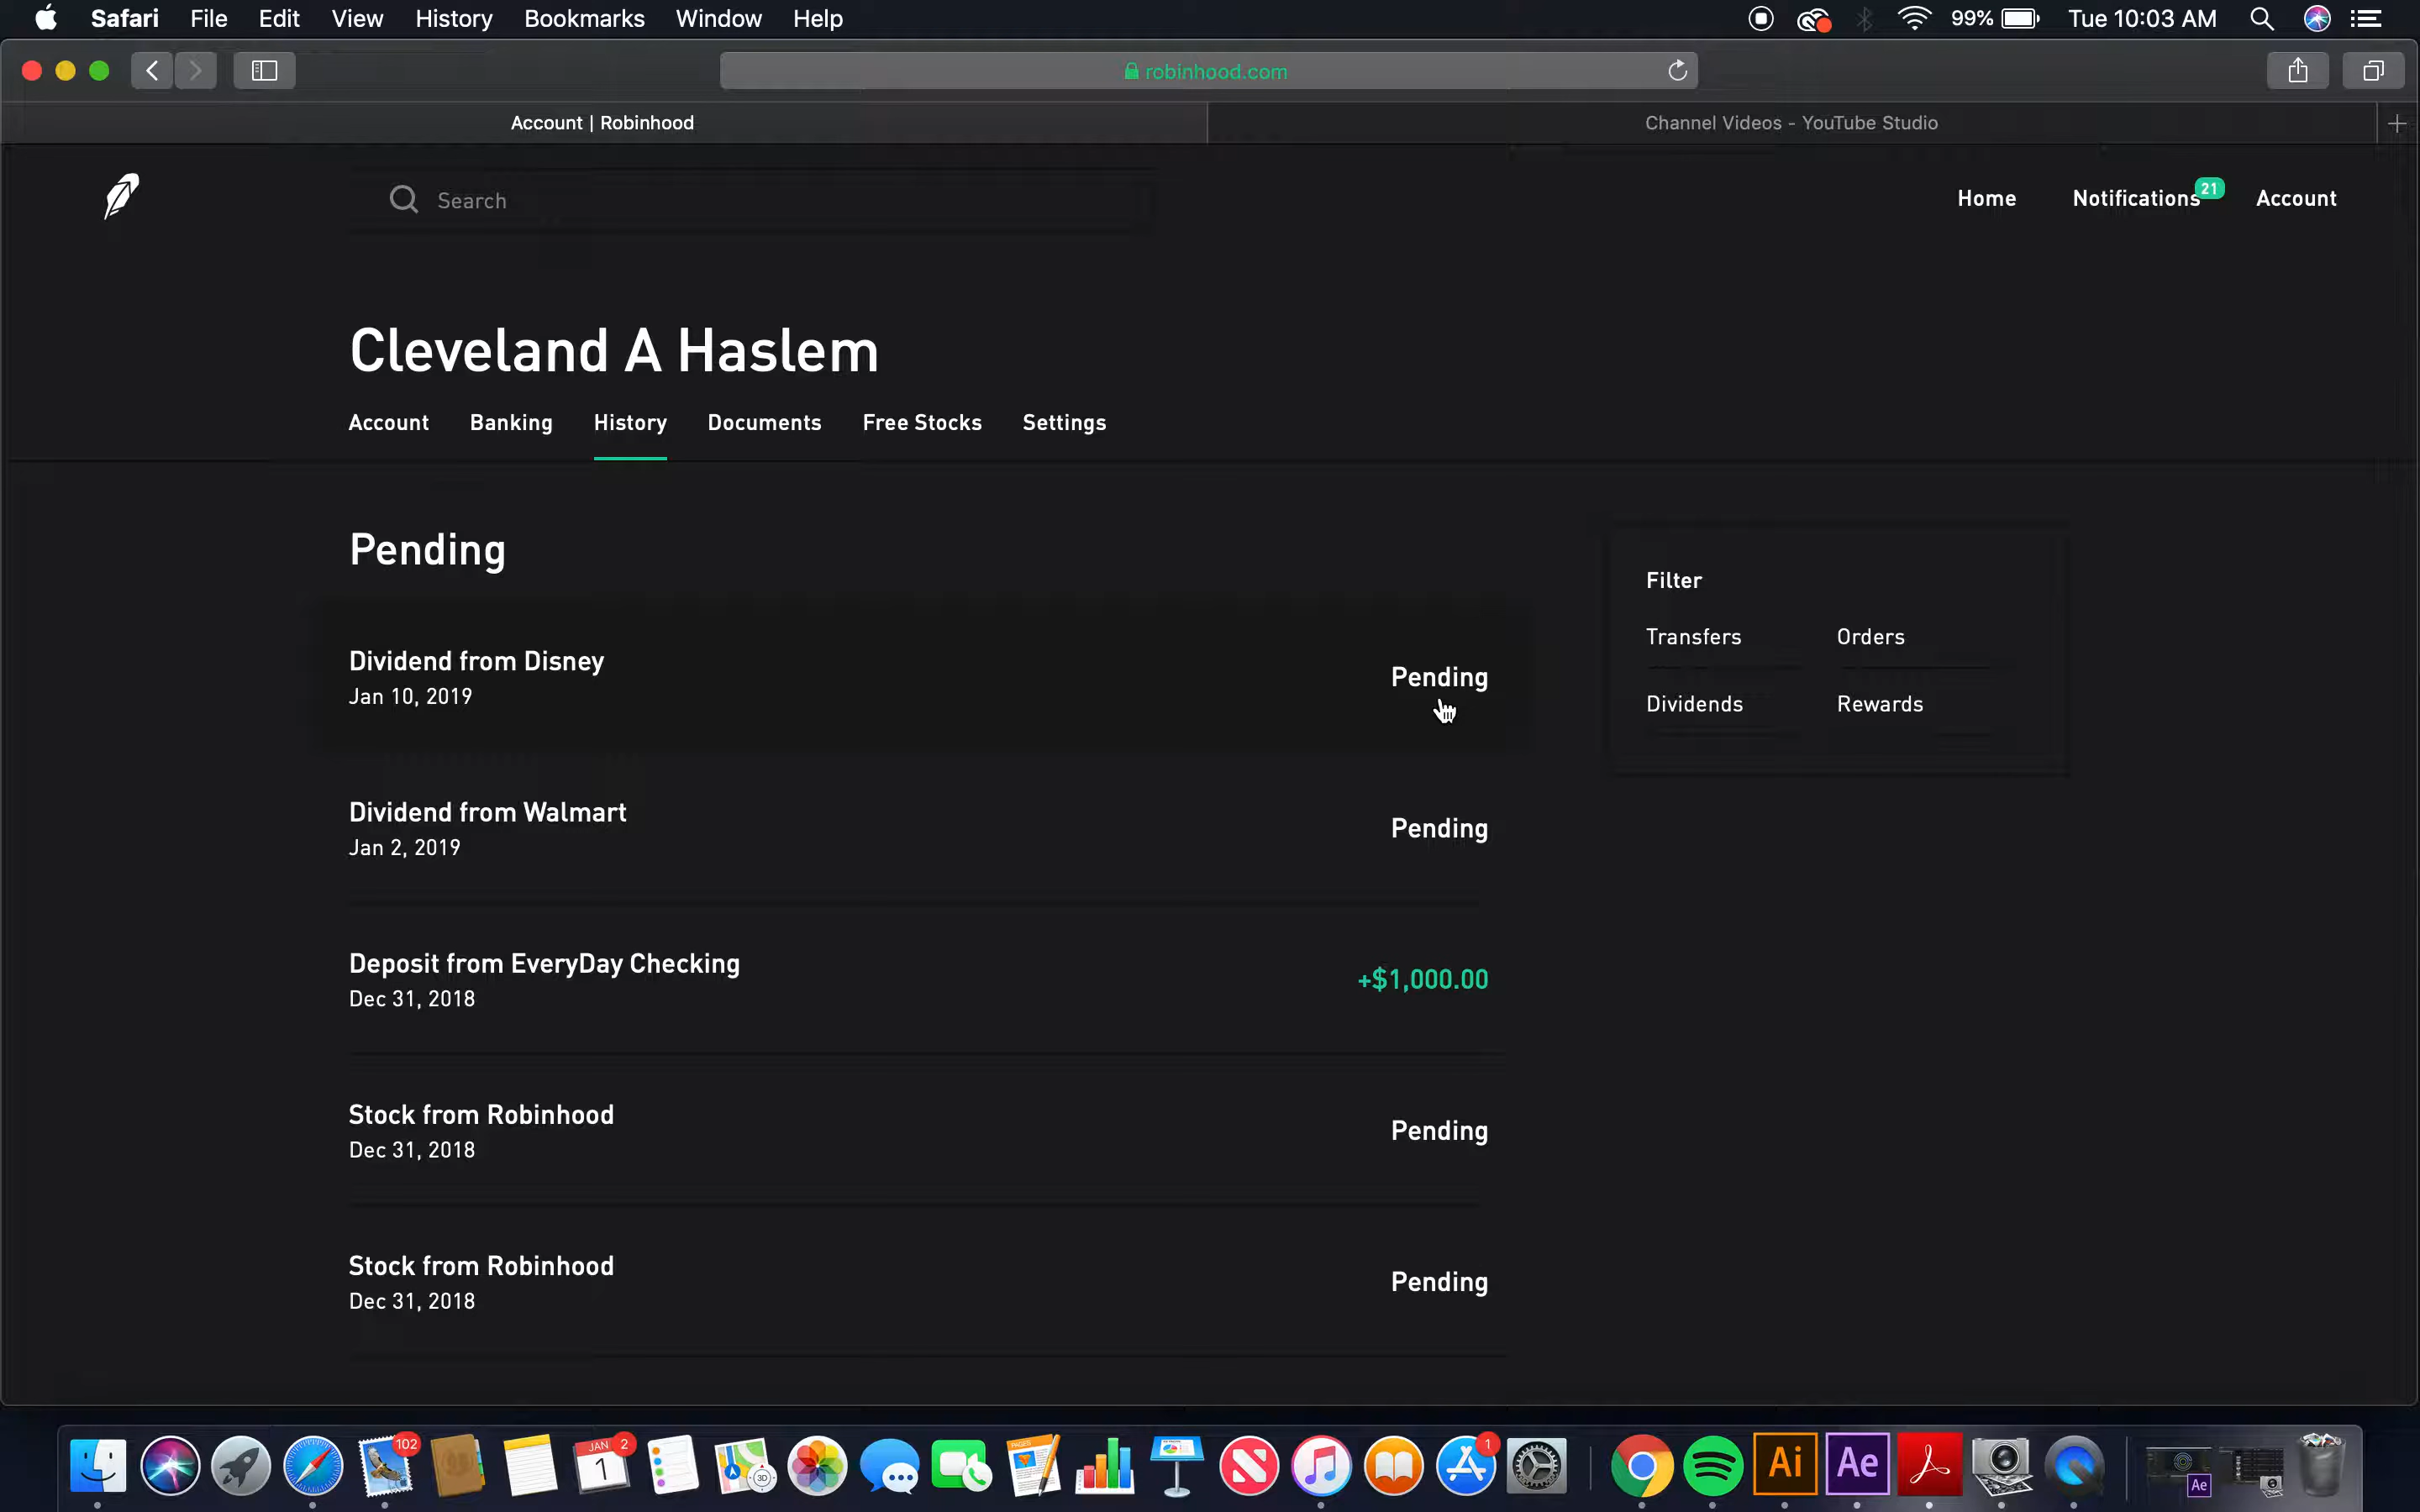 Safari File Edit View History Bookmarks Window Help 99% Tue 10:03 AM
robinhood.com
Account | Robinhood Channel Videos - YouTube Studio
Search Home Notifications 21 Account
Cleveland A Haslem
Account Banking History Documents Free Stocks Settings
Pending
Dividend from Disney
Jan 10, 2019
Pending
Dividend from Walmart
Jan 2, 2019
Pending
Deposit from EveryDay Checking
Dec 31, 2018
+$1,000.00
Stock from Robinhood
Dec 31, 2018
Pending
Stock from Robinhood
Dec 31, 2018
Pending
Filter
Transfers Orders
Dividends Rewards
102 JAN 2 1 PAGES 3D 1 Ai Ae Ae